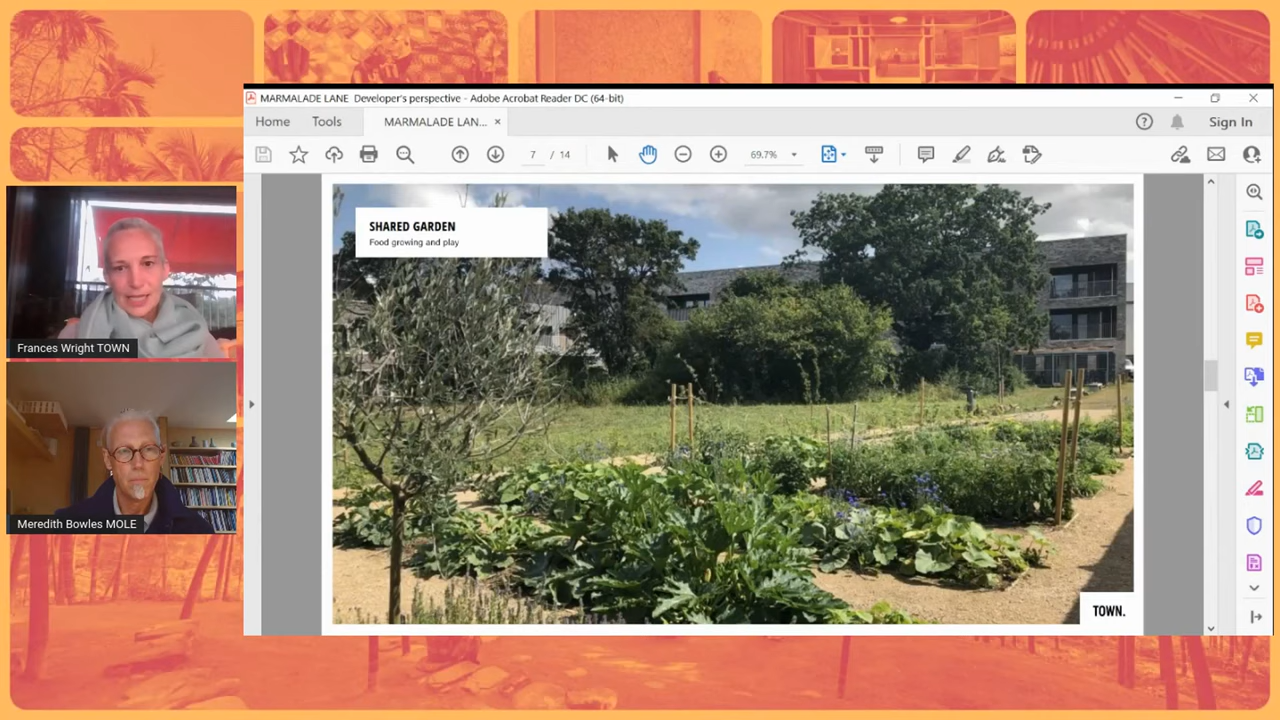 MARMALADE LANE  Developer's perspective - Adobe Acrobat Reader DC (64-bit)
Home Tools MARMALADE LAN... × Sign In
7 / 14 69.7%
SHARED GARDEN
Food growing and play
Frances Wright TOWN
Meredith Bowles MOLE
TOWN.